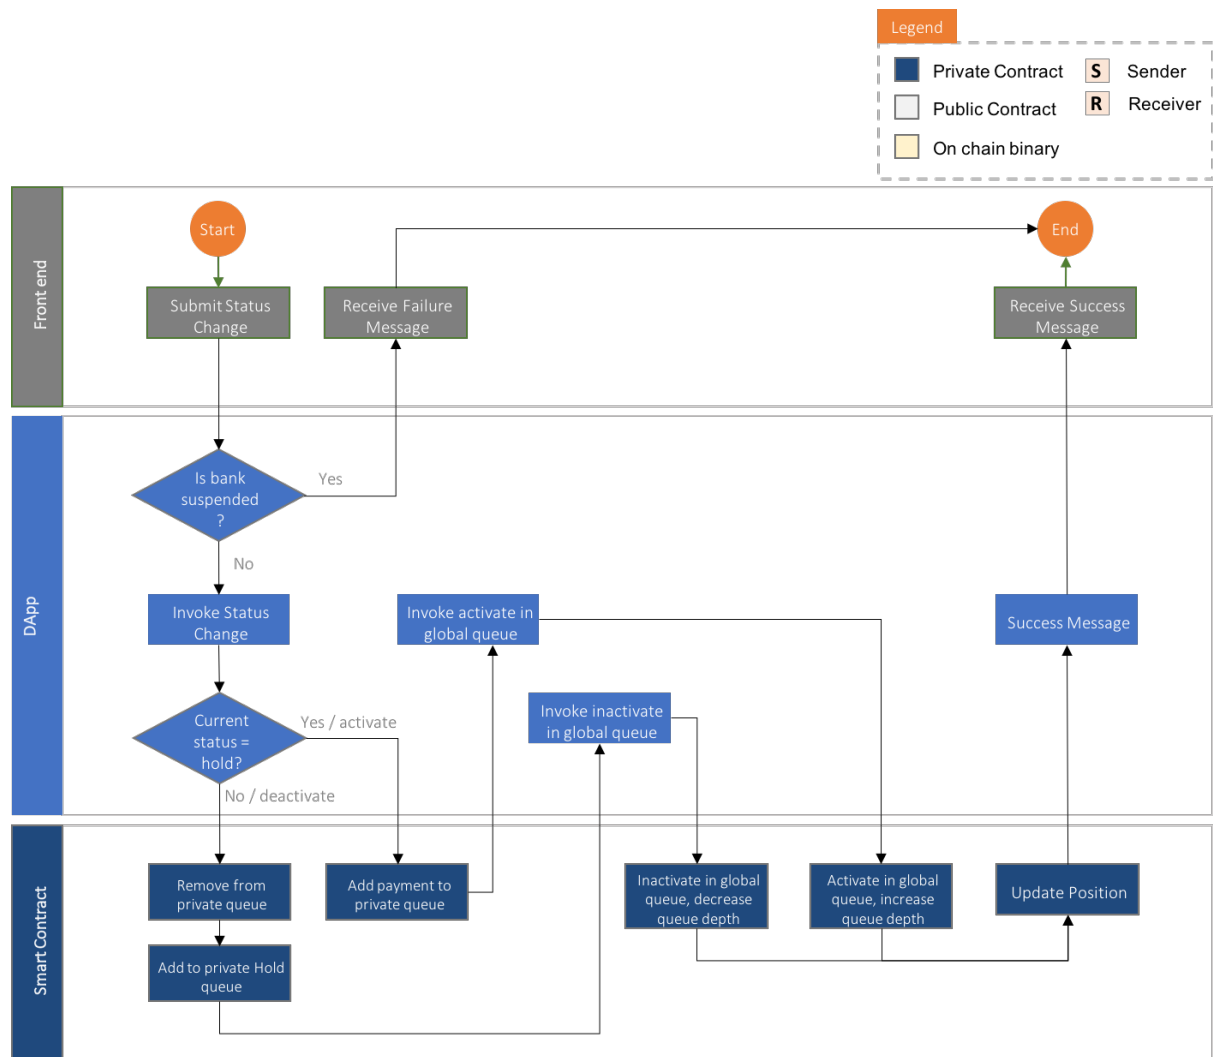 Legend
Private Contract
S
Sender
Public Contract
R
Receiver
On chain binary
Front end
Start
End
Submit Status
Change
Receive Failure
Message
Receive Success
Message
DApp
Is bank
suspended
?
Yes
No
Invoke Status
Change
Invoke activate in
global queue
Success Message
Invoke inactivate
in global queue
Current
status =
hold?
Yes / activate
No / deactivate
Smart Contract
Remove from
private queue
Add payment to
private queue
Inactivate in global
queue, decrease
queue depth
Activate in global
queue, increase
queue depth
Update Position
Add to private Hold
queue